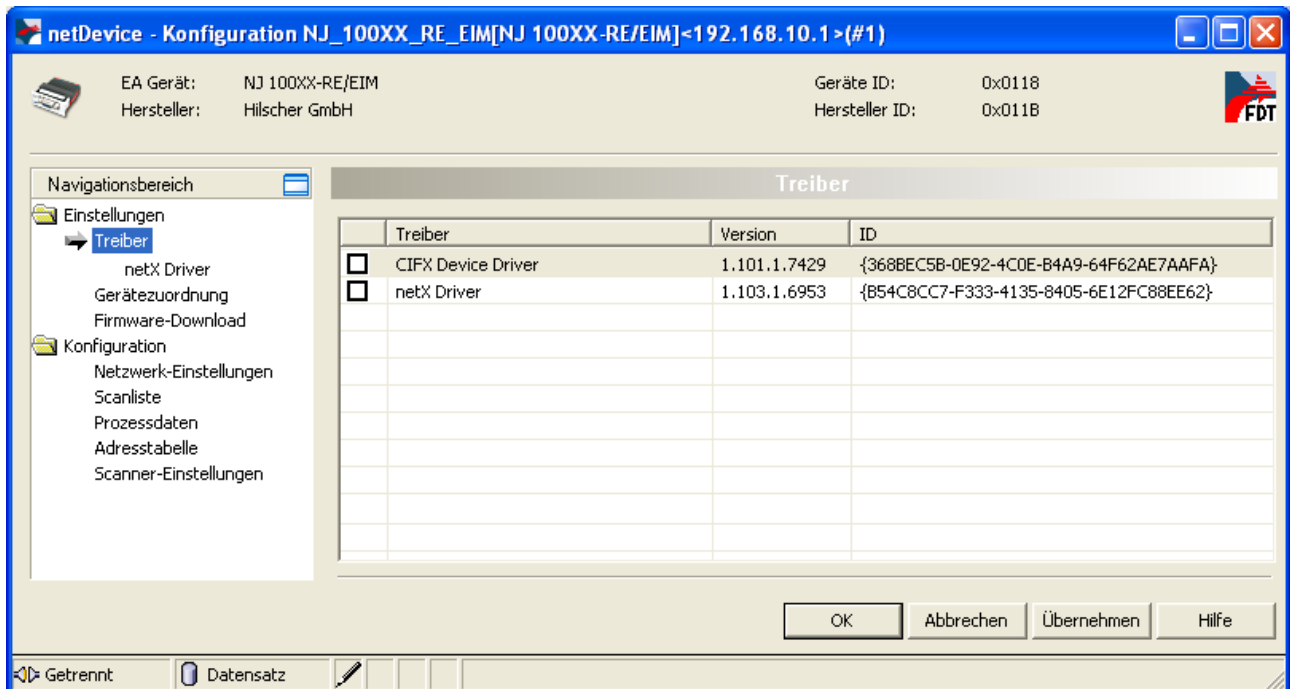 netDevice - Konfiguration NJ_100XX_RE_EIM[NJ 100XX-RE/EIM]<192.168.10.1>(#1)
EA Gerät: NJ 100XX-RE/EIM Geräte ID: 0x0118
Hersteller: Hilscher GmbH Hersteller ID: 0x011B
FDT
Navigationsbereich
Einstellungen
Treiber
netX Driver
Gerätezuordnung
Firmware-Download
Konfiguration
Netzwerk-Einstellungen
Scanliste
Prozessdaten
Adresstabelle
Scanner-Einstellungen
Treiber
Treiber Version ID
CIFX Device Driver 1.101.1.7429 {368BEC5B-0E92-4C0E-B4A9-64F62AE7AAFA}
netX Driver 1.103.1.6953 {B54C8CC7-F333-4135-8405-6E12FC88EE62}
OK Abbrechen Übernehmen Hilfe
Getrennt Datensatz